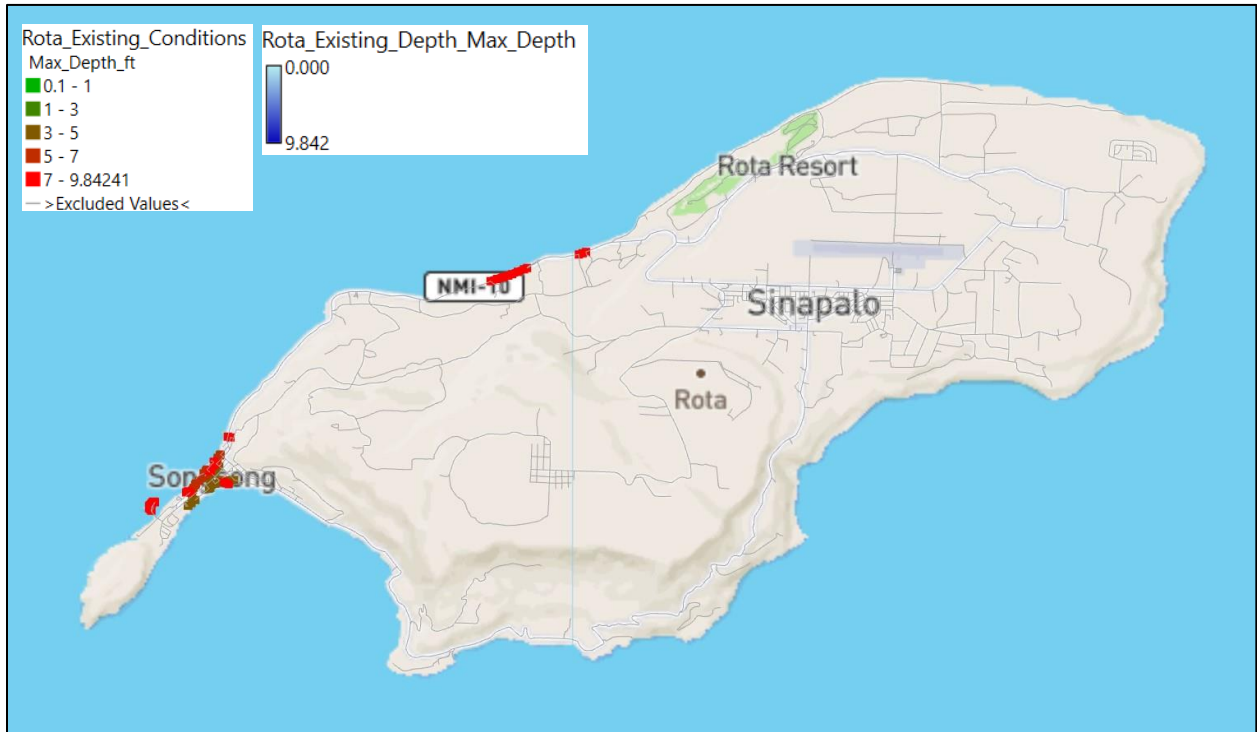 Rota_Existing_Conditions
Max_Depth_ft
0.1 - 1
1 - 3
3 - 5
5 - 7
7 - 9.84241
>Excluded Values<
Rota_Existing_Depth_Max_Depth
0.000
9.842
Rota Resort
NMI-10
Sinapalo
Rota